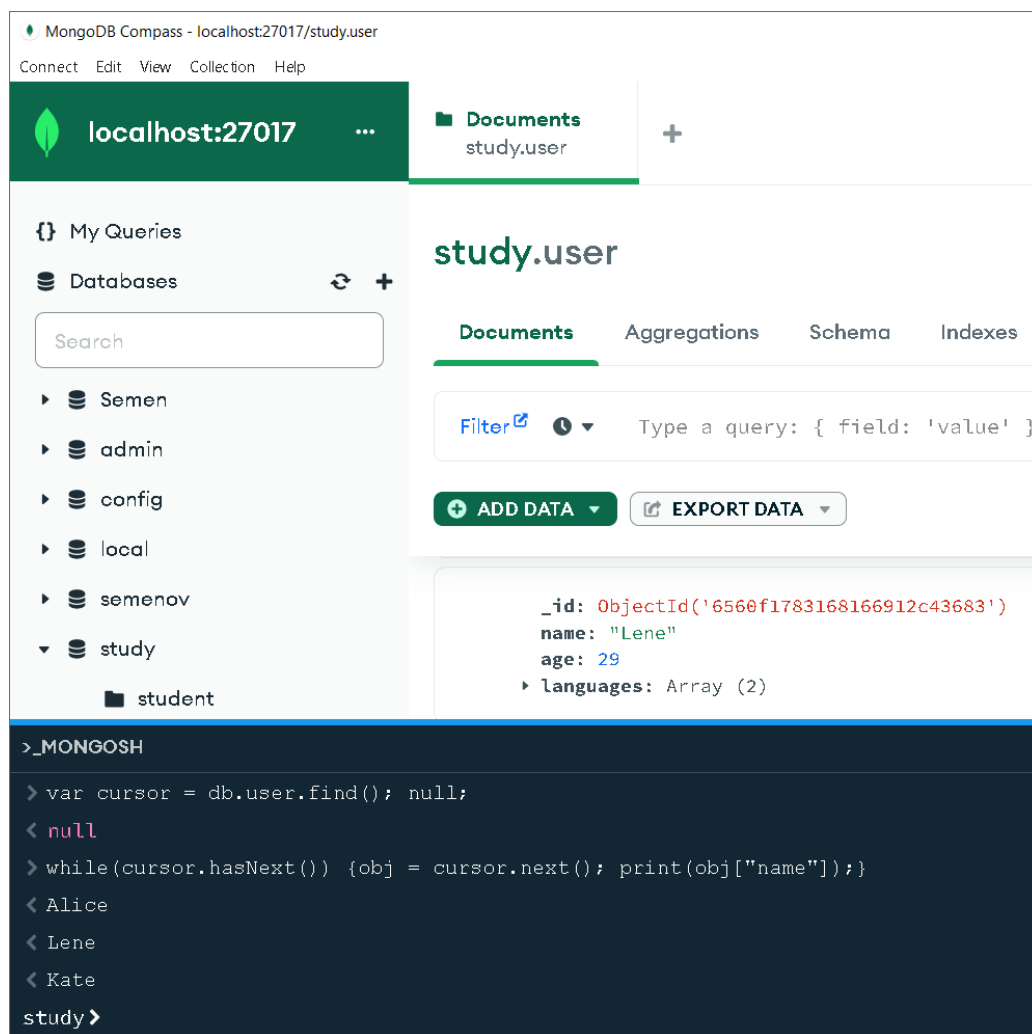 MongoDB Compass - localhost:27017/study.user
Connect Edit View Collection Help
localhost:27017 ...
Documents
study.user
+
{} My Queries
Databases
Search
Semen
admin
config
local
semenov
study
student
study.user
Documents Aggregations Schema Indexes
Filter Type a query: { field: 'value' }
ADD DATA EXPORT DATA
_id: ObjectId('6560f1783168166912c43683')
name: "Lene"
age: 29
languages: Array (2)
>_MONGOSH
> var cursor = db.user.find(); null;
< null
> while(cursor.hasNext()) {obj = cursor.next(); print(obj["name"]);}
< Alice
< Lene
< Kate
study>